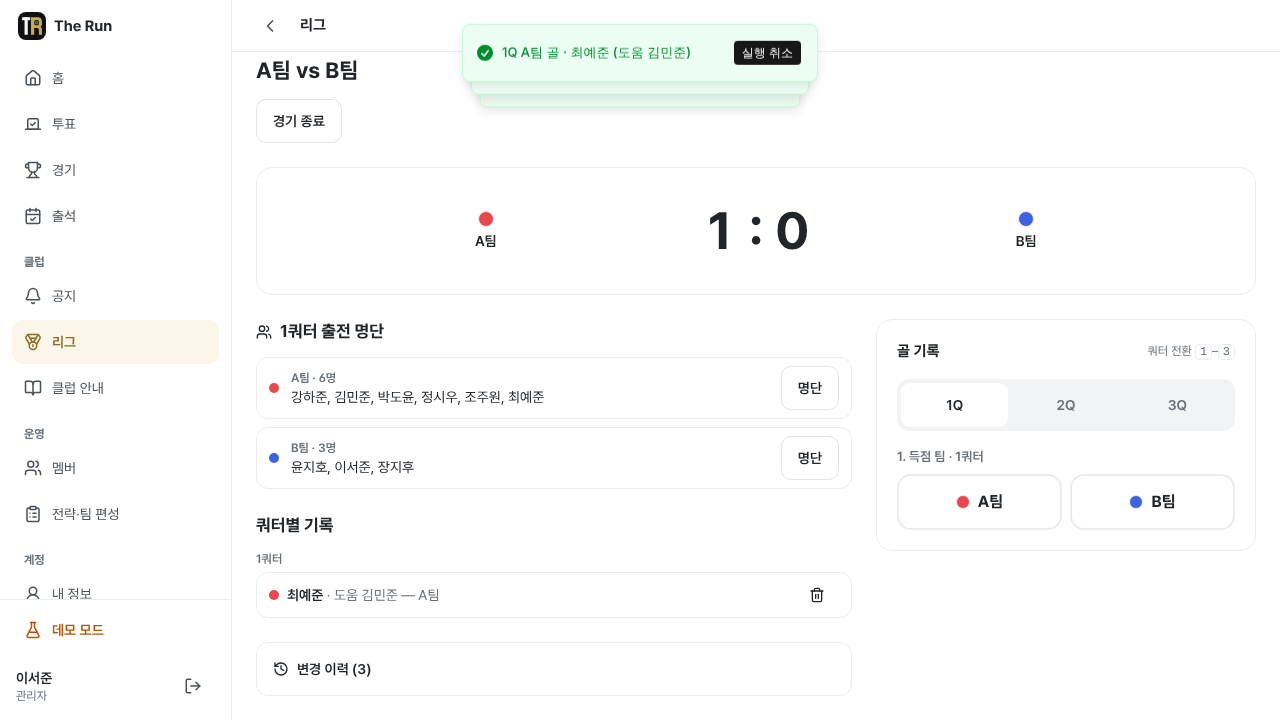 TR The Run
홈
투표
경기
출석
클럽
공지
리그
클럽 안내
운영
멤버
전략·팀 편성
계정
내 정보
데모 모드
이서준
관리자
리그
1Q A팀 골 · 최예준 (도움 김민준)
실행 취소
A팀 vs B팀
경기 종료
A팀
1 : 0
B팀
1쿼터 출전 명단
A팀 · 6명
강하준, 김민준, 박도윤, 정시우, 조주원, 최예준
명단
B팀 · 3명
윤지호, 이서준, 장지후
명단
쿼터별 기록
1쿼터
최예준 · 도움 김민준 — A팀
변경 이력 (3)
골 기록
쿼터 전환 1–3
1Q 2Q 3Q
1. 득점 팀 · 1쿼터
A팀
B팀